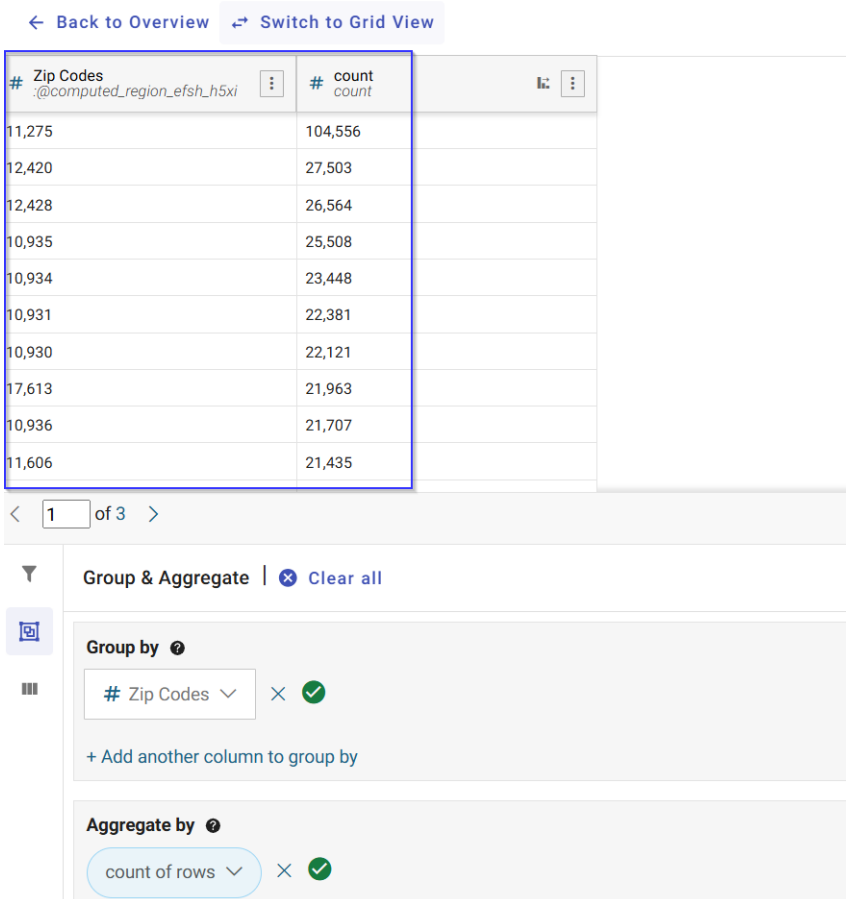 Back to Overview Switch to Grid View
# Zip Codes # count
:@computed_region_efsh_h5xi count
11,275 104,556
12,420 27,503
12,428 26,564
10,935 25,508
10,934 23,448
10,931 22,381
10,930 22,121
17,613 21,963
10,936 21,707
11,606 21,435
1 of 3
Group & Aggregate | Clear all
Group by ?
# Zip Codes
+ Add another column to group by
Aggregate by ?
count of rows